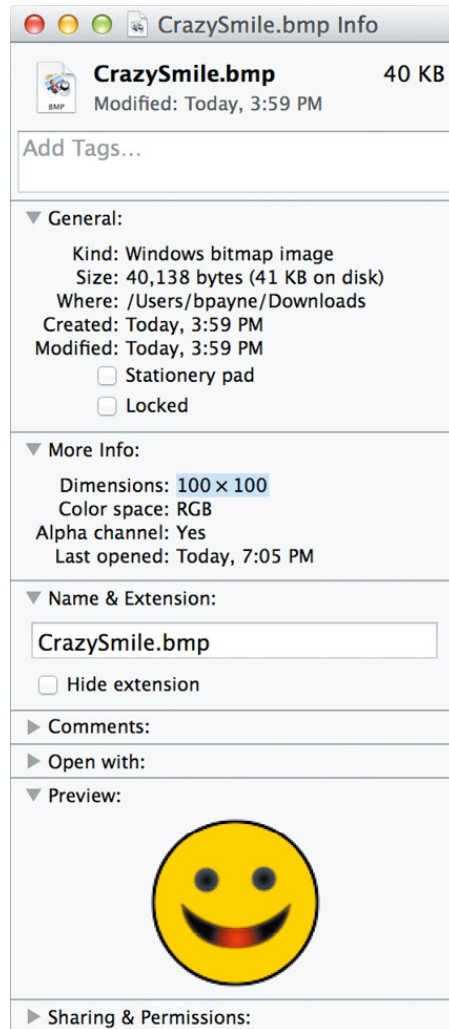 CrazySmile.bmp Info
CrazySmile.bmp 40 KB
BMP
Modified: Today, 3:59 PM
Add Tags...
General:
Kind: Windows bitmap image
Size: 40,138 bytes (41 KB on disk)
Where: /Users/bpayne/Downloads
Created: Today, 3:59 PM
Modified: Today, 3:59 PM
Stationery pad
Locked
More Info:
Dimensions: 100 × 100
Color space: RGB
Alpha channel: Yes
Last opened: Today, 7:05 PM
Name & Extension:
CrazySmile.bmp
Hide extension
Comments:
Open with:
Preview:
Sharing & Permissions: